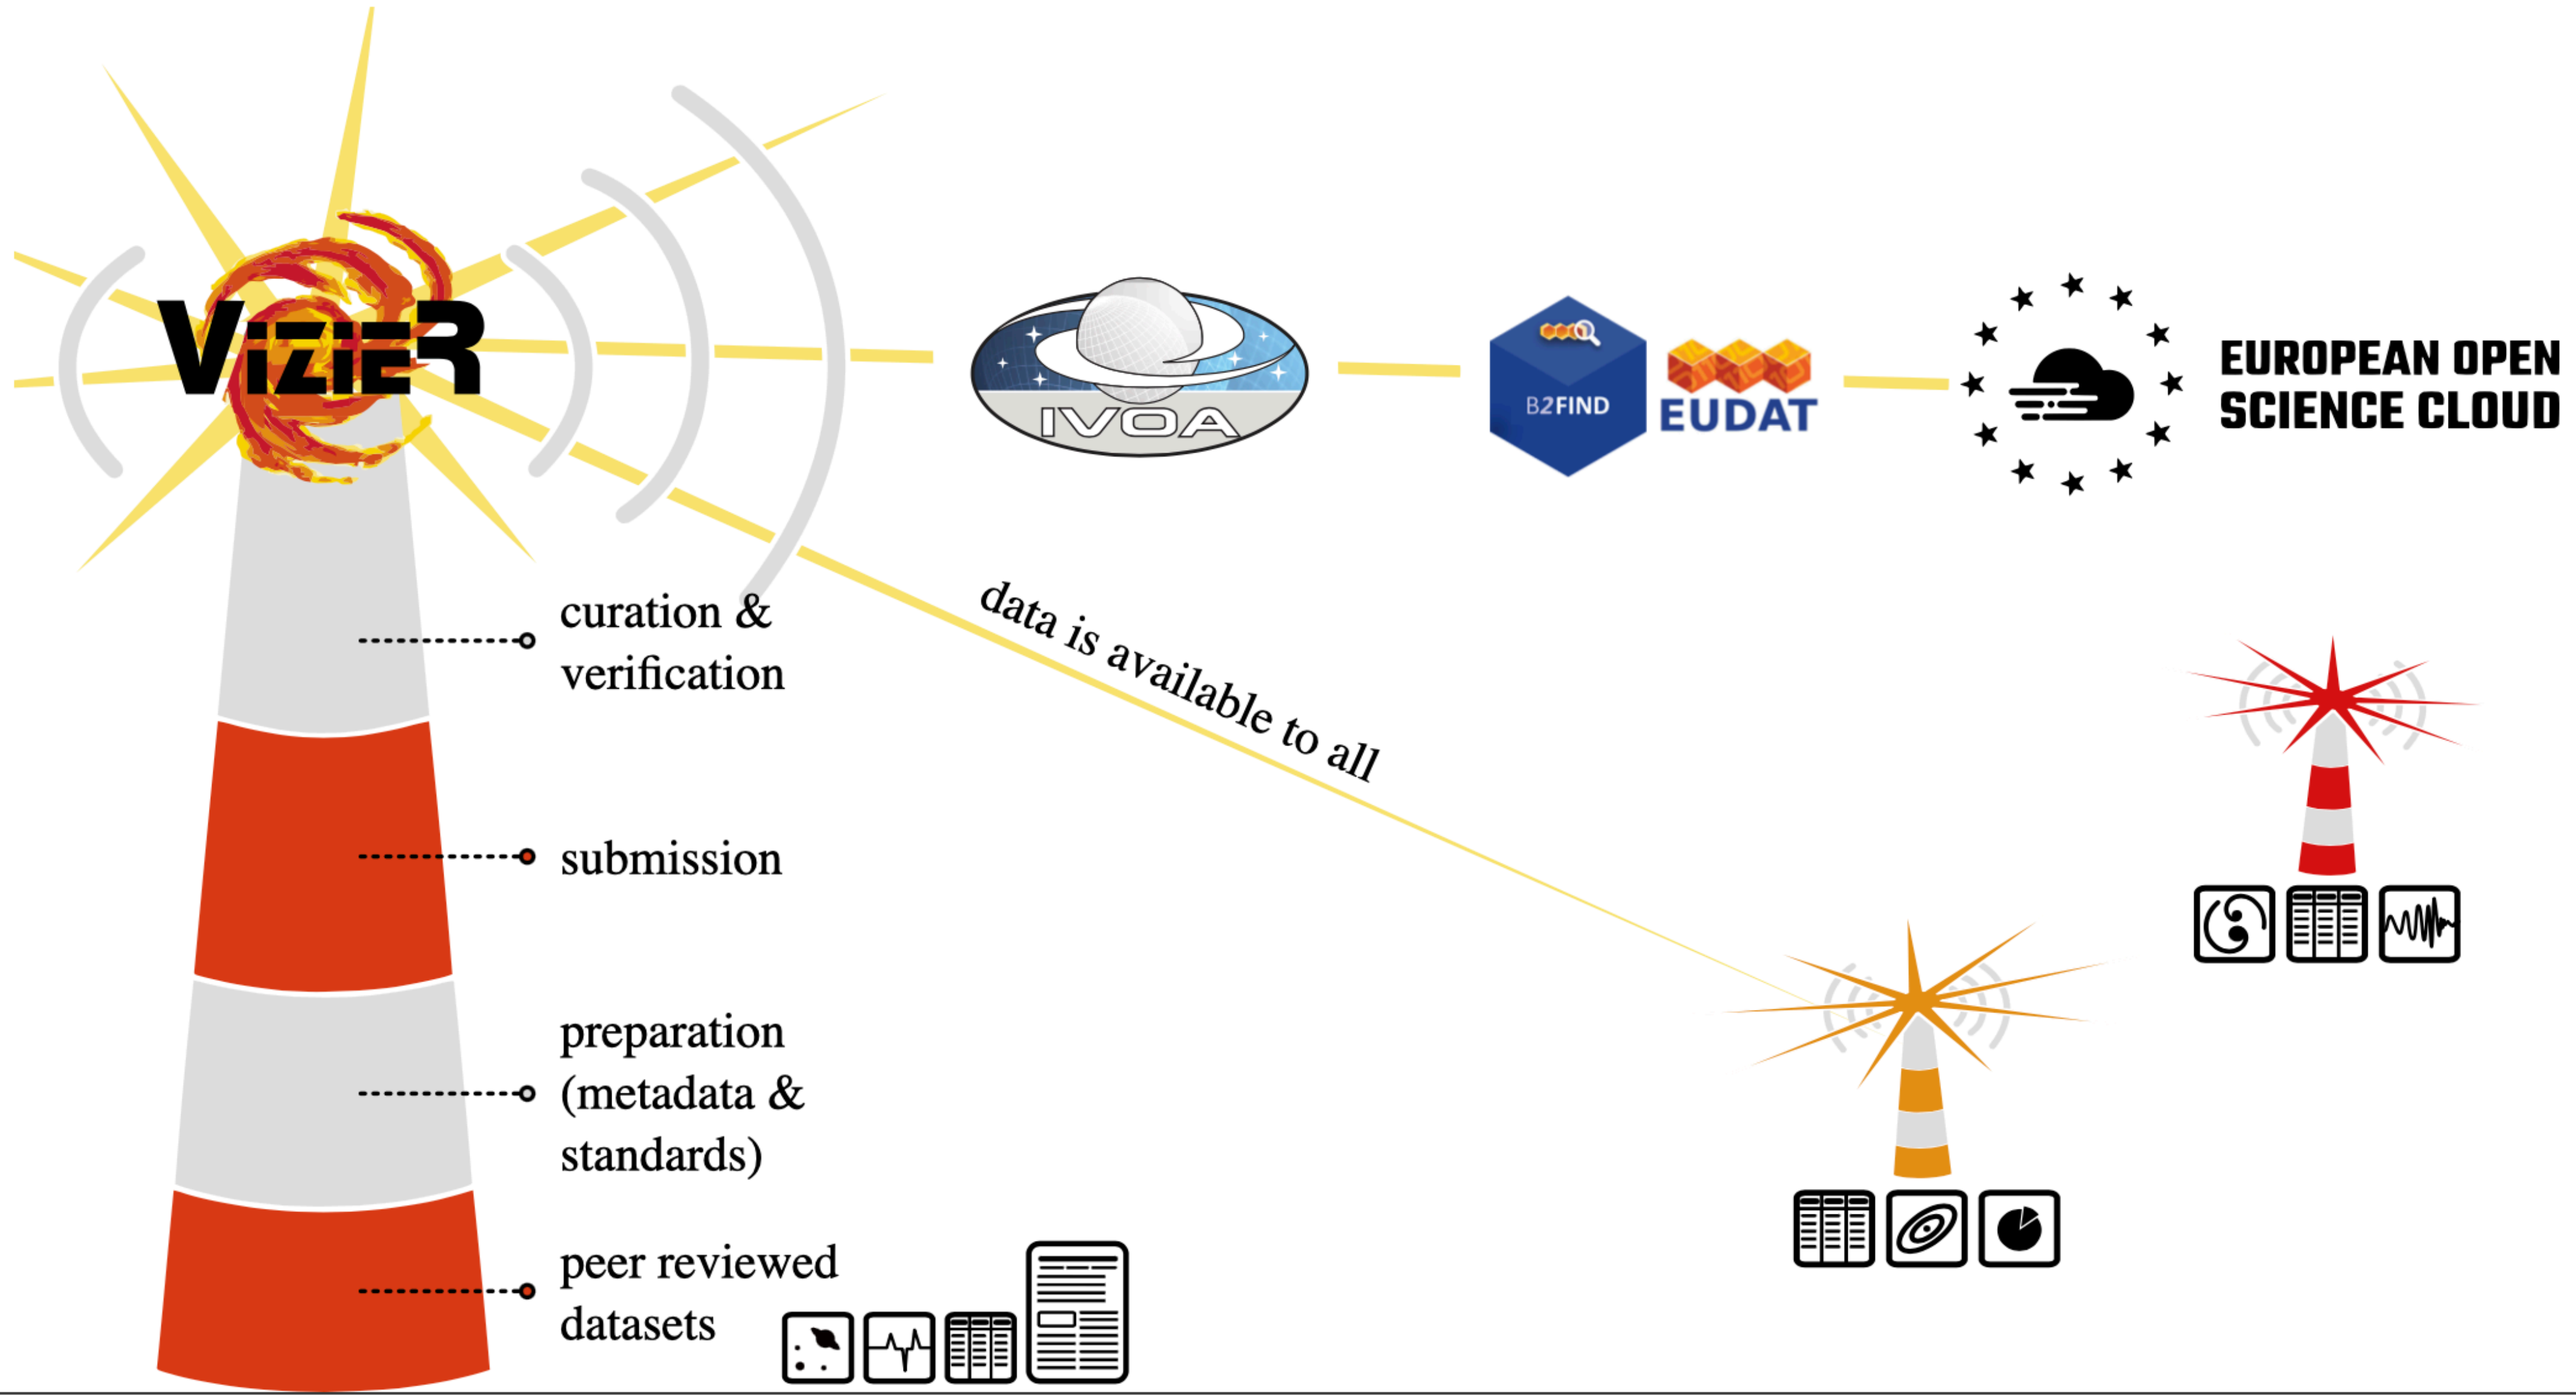 VizieR
IVOA
B2FIND
EUDAT
EUROPEAN OPEN
SCIENCE CLOUD
curation &
verification
data is available to all
submission
preparation
(metadata &
standards)
peer reviewed
datasets